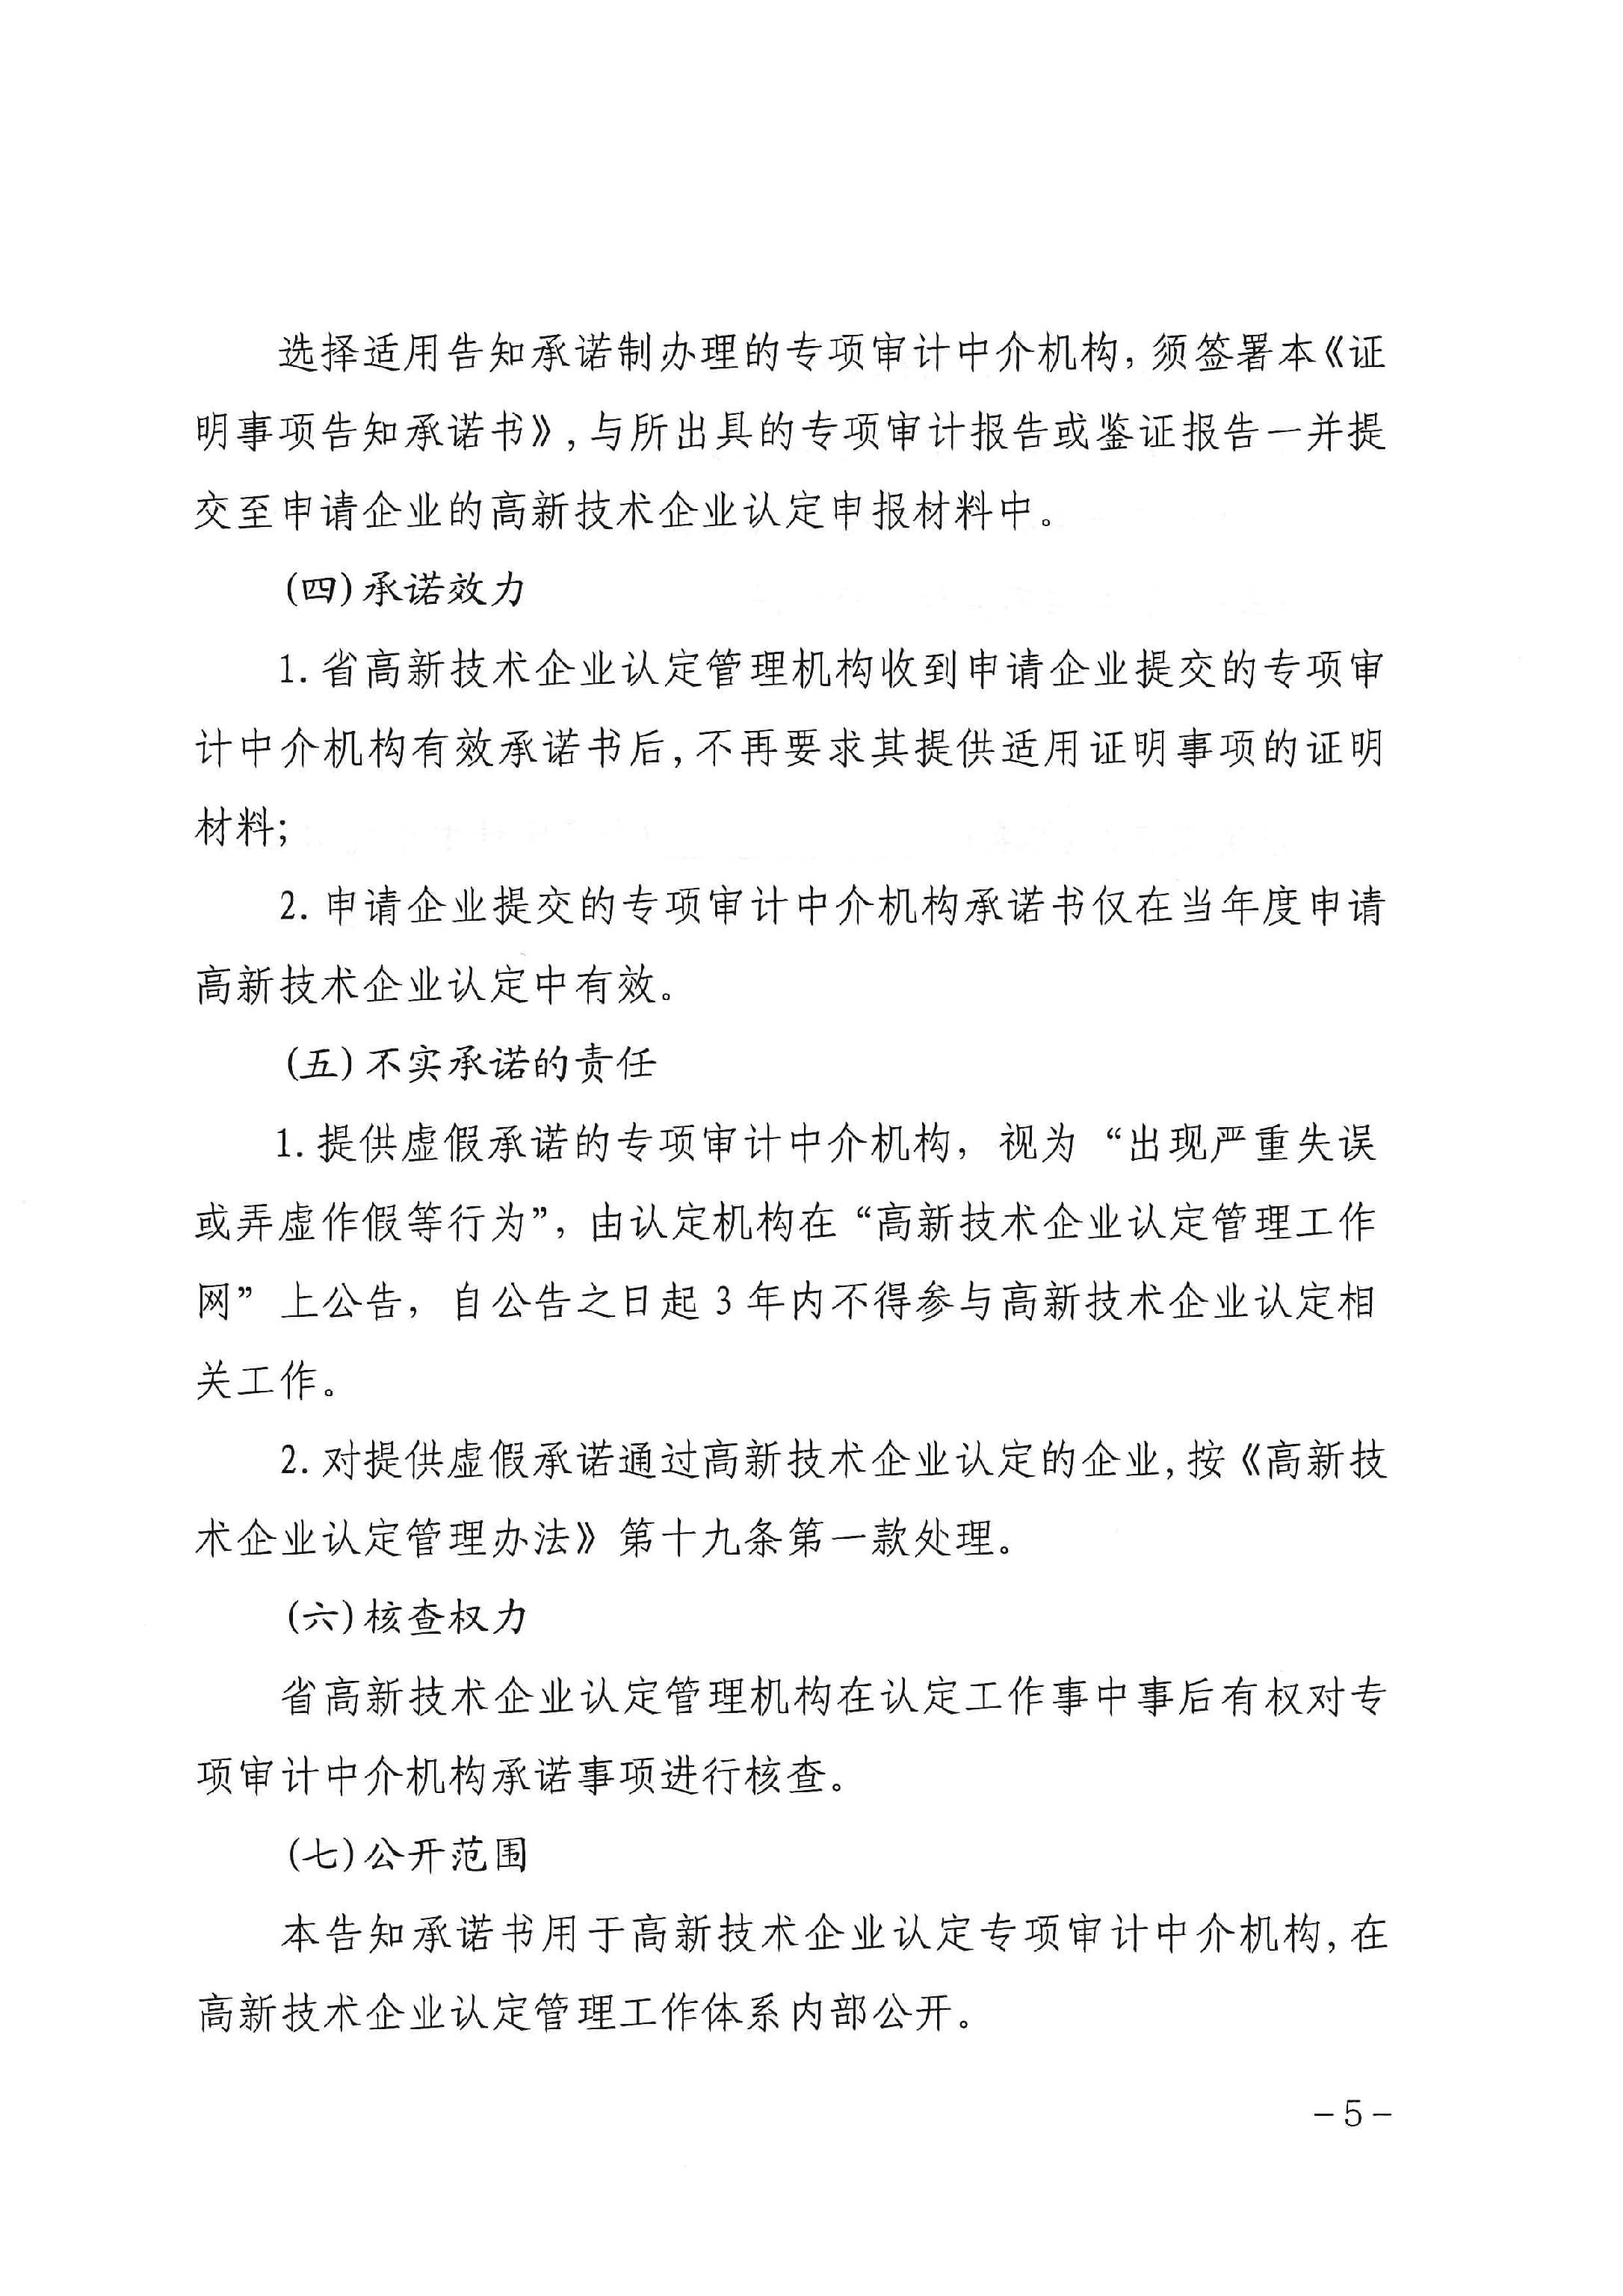 选择适用告知承诺制办理的专项审计中介机构，须签署本《证
明事项告知承诺书》，与所出具的专项审计报告或鉴证报告一并提
交至申请企业的高新技术企业认定申报材料中。
(四)承诺效力
1. 省高新技术企业认定管理机构收到申请企业提交的专项审
计中介机构有效承诺书后，不再要求其提供适用证明事项的证明
材料；
2. 申请企业提交的专项审计中介机构承诺书仅在当年度申请
高新技术企业认定中有效。
(五)不实承诺的责任
1. 提供虚假承诺的专项审计中介机构，视为“出现严重失误
或弄虚作假等行为”，由认定机构在“高新技术企业认定管理工作
网”上公告，自公告之日起 3 年内不得参与高新技术企业认定相
关工作。
2. 对提供虚假承诺通过高新技术企业认定的企业，按《高新技
术企业认定管理办法》第十九条第一款处理。
(六)核查权力
省高新技术企业认定管理机构在认定工作事中事后有权对专
项审计中介机构承诺事项进行核查。
(七)公开范围
本告知承诺书用于高新技术企业认定专项审计中介机构，在
高新技术企业认定管理工作体系内部公开。
－5－